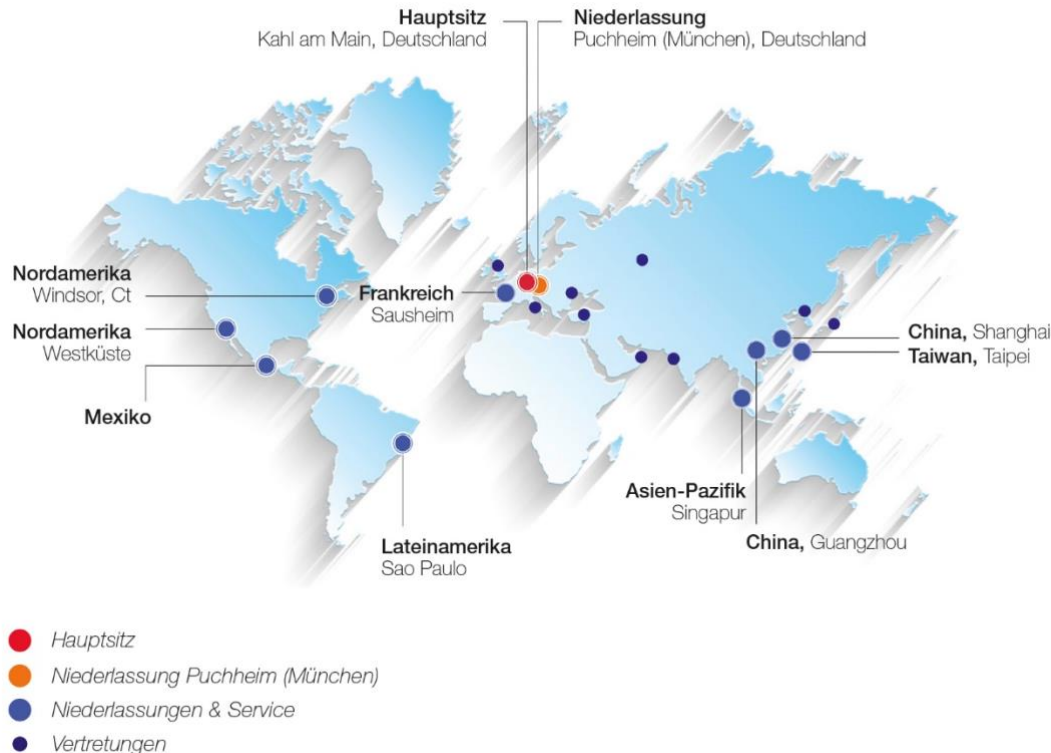 Hauptsitz
Kahl am Main, Deutschland
Niederlassung
Puchheim (München), Deutschland
Nordamerika
Windsor, Ct
Nordamerika
Westküste
Mexiko
Frankreich
Sausheim
China, Shanghai
Taiwan, Taipei
Asien-Pazifik
Singapur
China, Guangzhou
Lateinamerika
Sao Paulo
Hauptsitz
Niederlassung Puchheim (München)
Niederlassungen & Service
Vertretungen